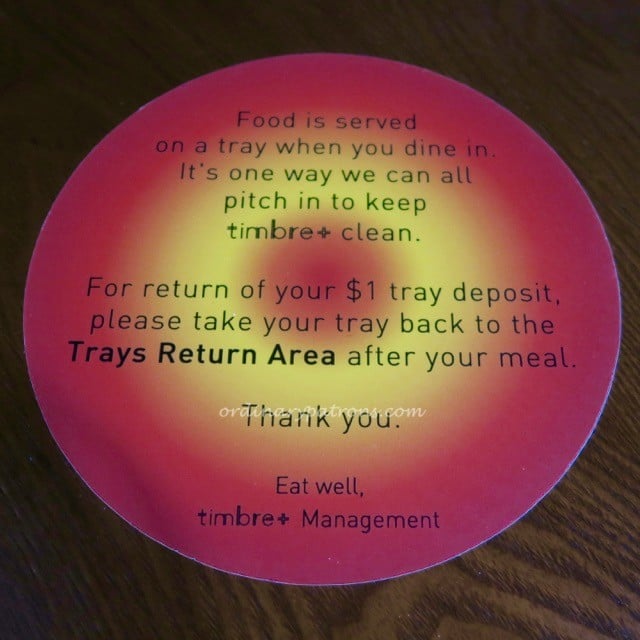 Food is served
on a tray when you dine in.
It's one way we can all
pitch in to keep
timbre+ clean.
For return of your $1 tray deposit,
please take your tray back to the
Trays Return Area after your meal.
ordinarypatrons.com
Thank you.
Eat well,
timbre+ Management